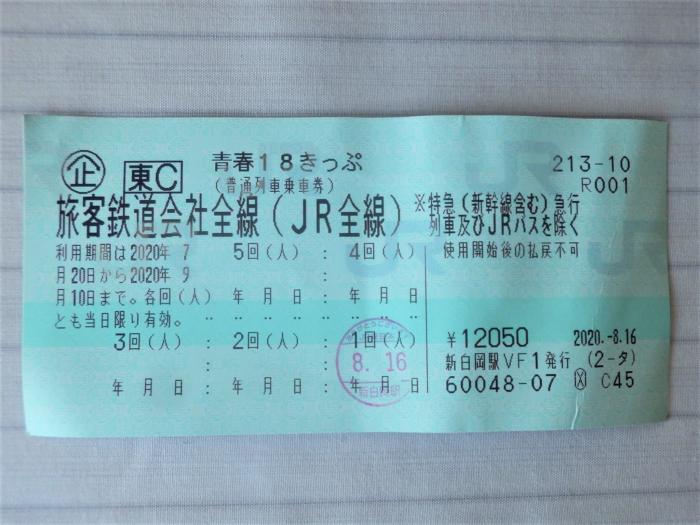 企 東C 青春18きっぷ 213-10
(普通列車乗車券) R001
旅客鉄道会社全線(JR全線) ※特急(新幹線含む)急行
列車及びJRバスを除く
使用開始後の払戻不可
利用期間は2020年 7
月20日から2020年 9
月10日まで。各回(人)
とも当日限り有効。
5回(人) : 4回(人)
:
年 月 日 : 年 月 日
3回(人) : 2回(人) : 1回(人)
: :
年 月 日 : 年 月 日 : 年 月 日
8.16
新白岡駅
¥12050 2020.-8.16
新白岡駅VF1発行 (2-タ)
60048-07 C45